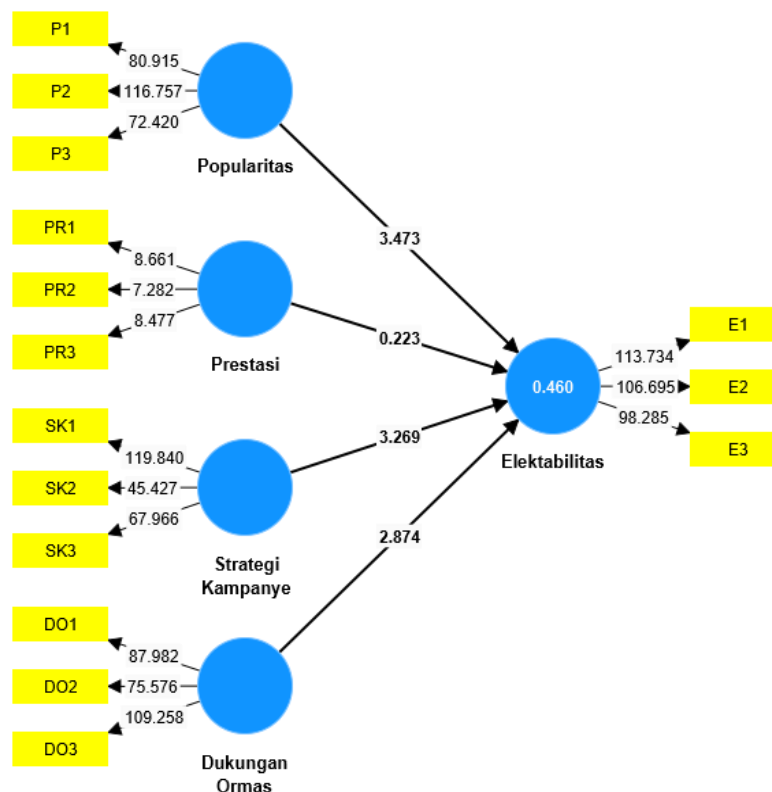 P1
80.915
P2
116.757
P3
72.420
Popularitas
3.473
PR1
8.661
PR2
7.282
PR3
8.477
Prestasi
0.223
E1
113.734
0.460
106.695
E2
98.285
E3
Elektabilitas
SK1
119.840
3.269
SK2
45.427
SK3
67.966
Strategi
Kampanye
2.874
DO1
87.982
DO2
75.576
DO3
109.258
Dukungan
Ormas